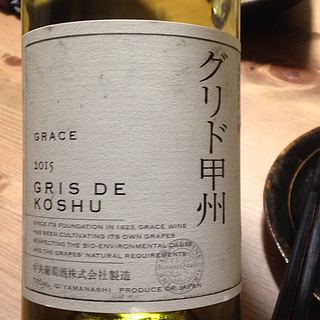 グリド甲州
GRACE
2015
GRIS DE
KOSHU
SINCE ITS FOUNDATION IN 1923, GRACE WINE
HAS BEEN CULTIVATING ITS OWN GRAPES
RESPECTING THE BIO-ENVIRONMENTAL CAUSE
AND THE GRAPES' NATURAL REQUIREMENTS
中央葡萄酒株式会社製造
GI YAMANASHI PRODUCE OF JAPAN